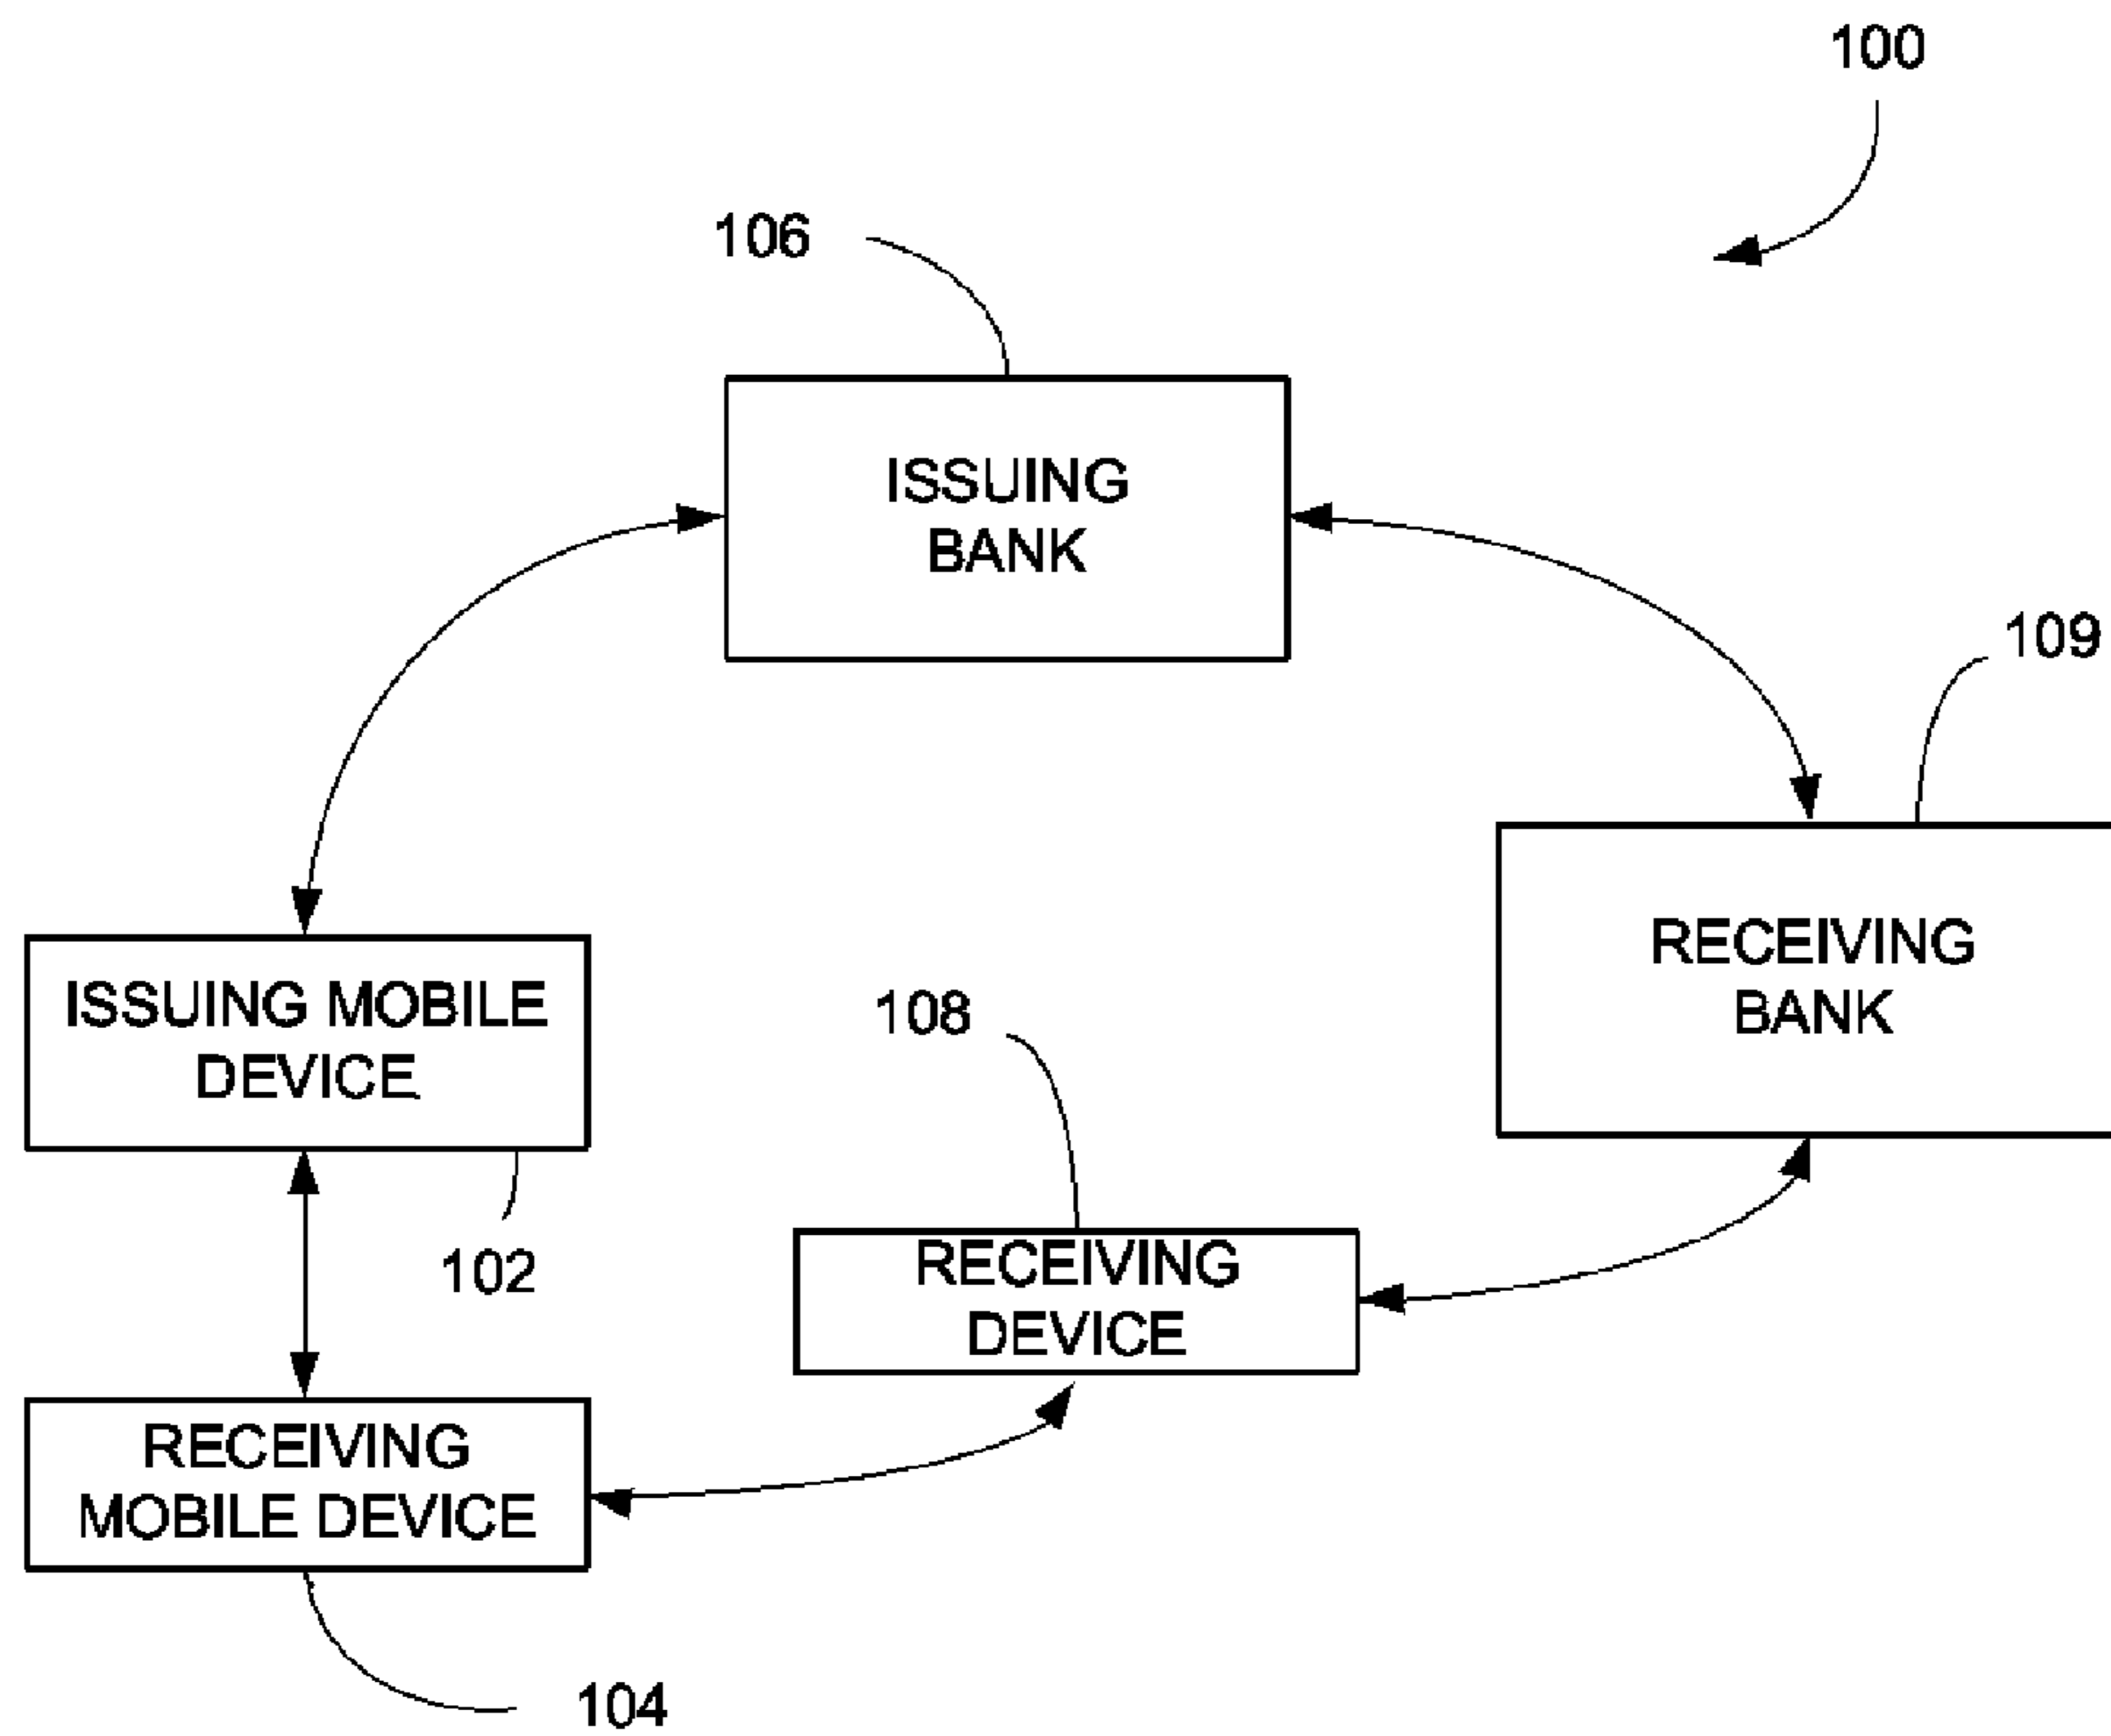 100
106
ISSUING
BANK
109
RECEIVING
BANK
ISSUING MOBILE
DEVICE
108
102
RECEIVING
DEVICE
RECEIVING
MOBILE DEVICE
104